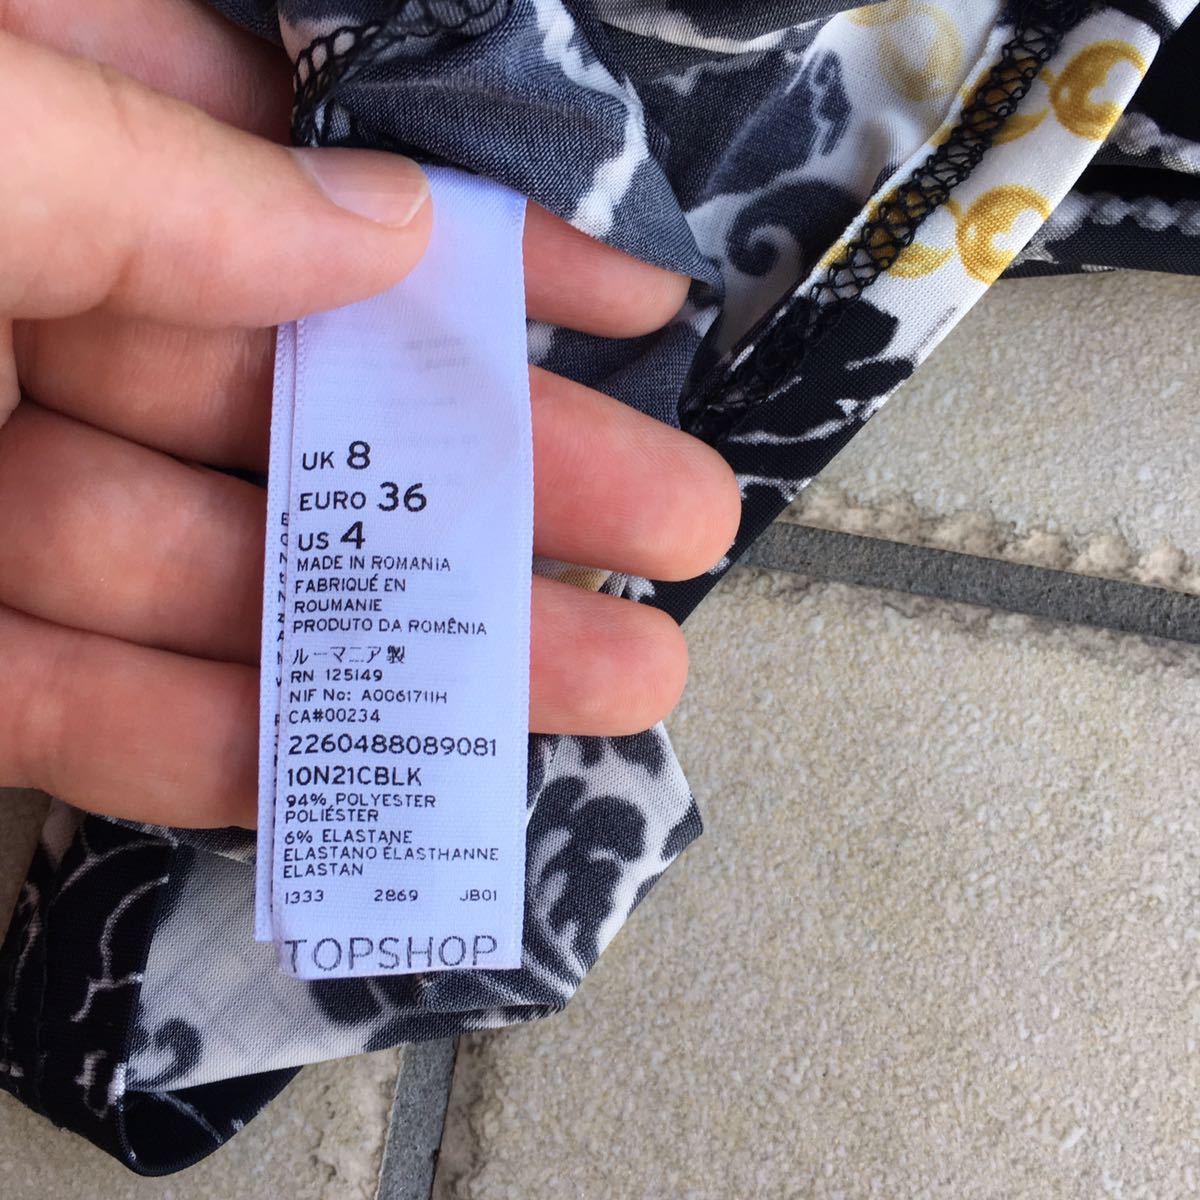 UK 8
EURO 36
US 4
MADE IN ROMANIA
FABRIQUÉ EN
ROUMANIE
PRODUTO DA ROMÊNIA
ルーマニア製
RN 125149
NIF No: A0061711H
CA#00234
2260488089081
10N21CBLK
94% POLYESTER
POLIÉSTER
6% ELASTANE
ELASTANO ÉLASTHANNE
ELASTAN
1333 2869 JB01
TOPSHOP